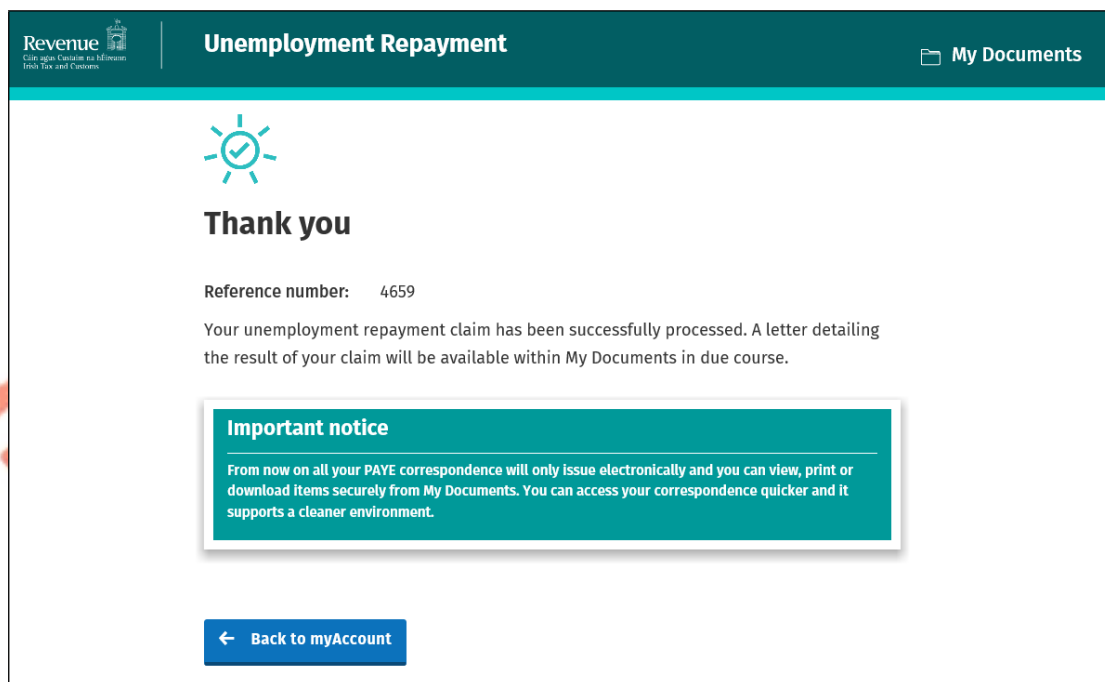 Revenue
Cáin agus Custaim na hÉireann
Irish Tax and Customs
Unemployment Repayment
My Documents
Thank you
Reference number: 4659
Your unemployment repayment claim has been successfully processed. A letter detailing
the result of your claim will be available within My Documents in due course.
Important notice
From now on all your PAYE correspondence will only issue electronically and you can view, print or
download items securely from My Documents. You can access your correspondence quicker and it
supports a cleaner environment.
Back to myAccount